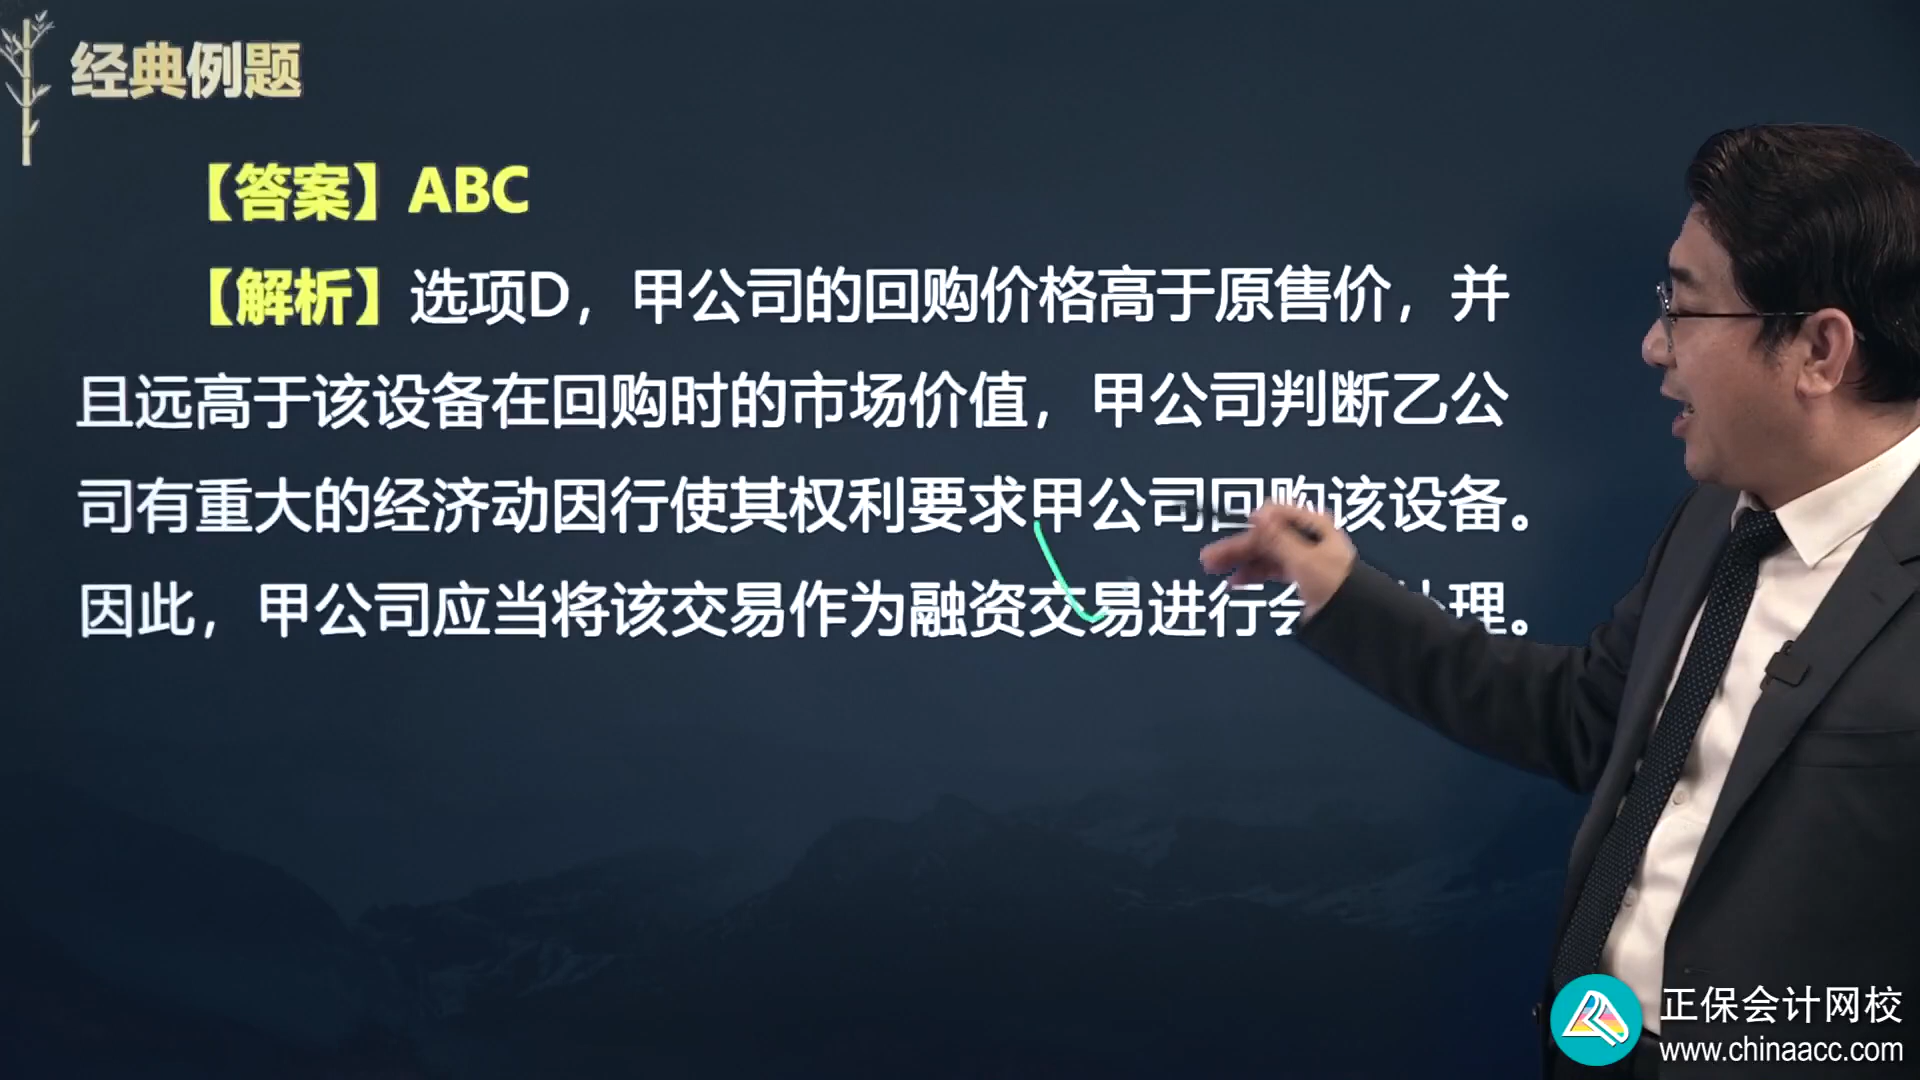 经典例题
【答案】ABC
【解析】选项D，甲公司的回购价格高于原售价，并
且远高于该设备在回购时的市场价值，甲公司判断乙公
司有重大的经济动因行使其权利要求甲公司回购该设备。
因此，甲公司应当将该交易作为融资交易进行会 处理。
正保会计网校
www.chinaacc.com